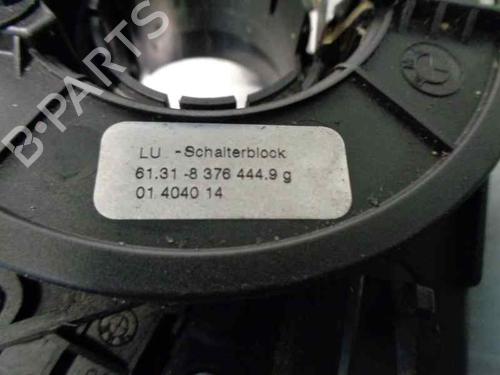 B-PARTS
LU -Schalterblock
61.31 -8 376 444.9 g
01 4040 14